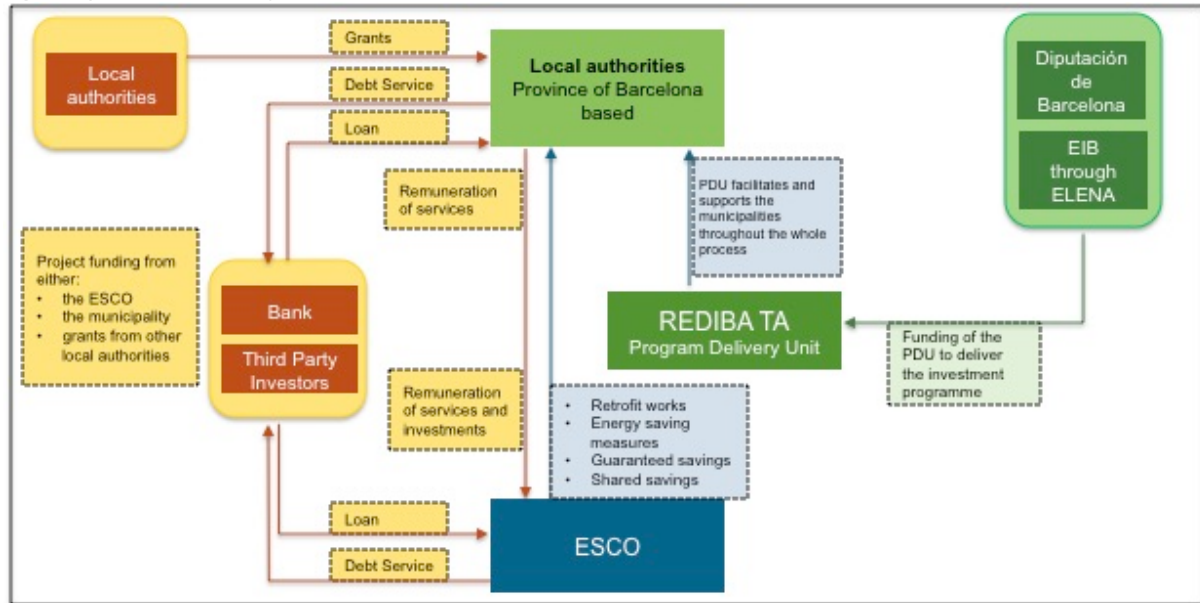 Local
authorities
Grants
Debt Service
Loan
Local authorities
Province of Barcelona
based
Diputación
de
Barcelona
EIB
through
ELENA
Remuneration
of services
PDU facilitates and
supports the
municipalities
throughout the whole
process
Project funding from
either:
• the ESCO
• the municipality
• grants from other
local authorities
Bank
Third Party
Investors
REDIBA TA
Program Delivery Unit
Funding of the
PDU to deliver
the investment
programme
Remuneration
of services and
investments
• Retrofit works
• Energy saving
measures
• Guaranteed savings
• Shared savings
Loan
Debt Service
ESCO